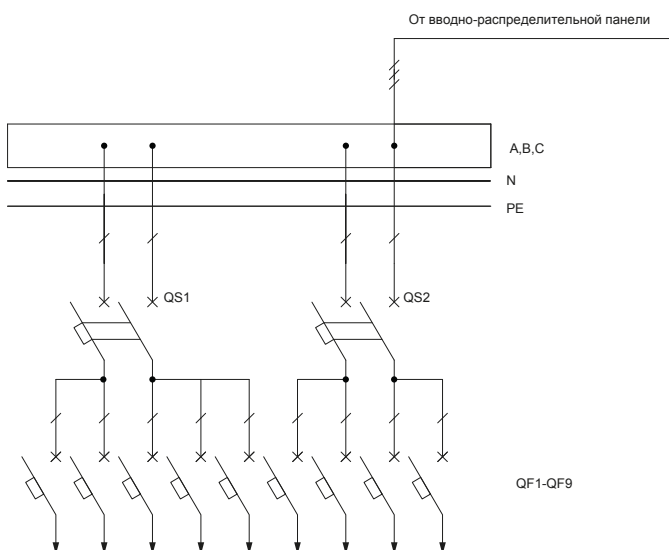 От вводно-распределительной панели
A,B,C
N
PE
QS1
QS2
QF1-QF9